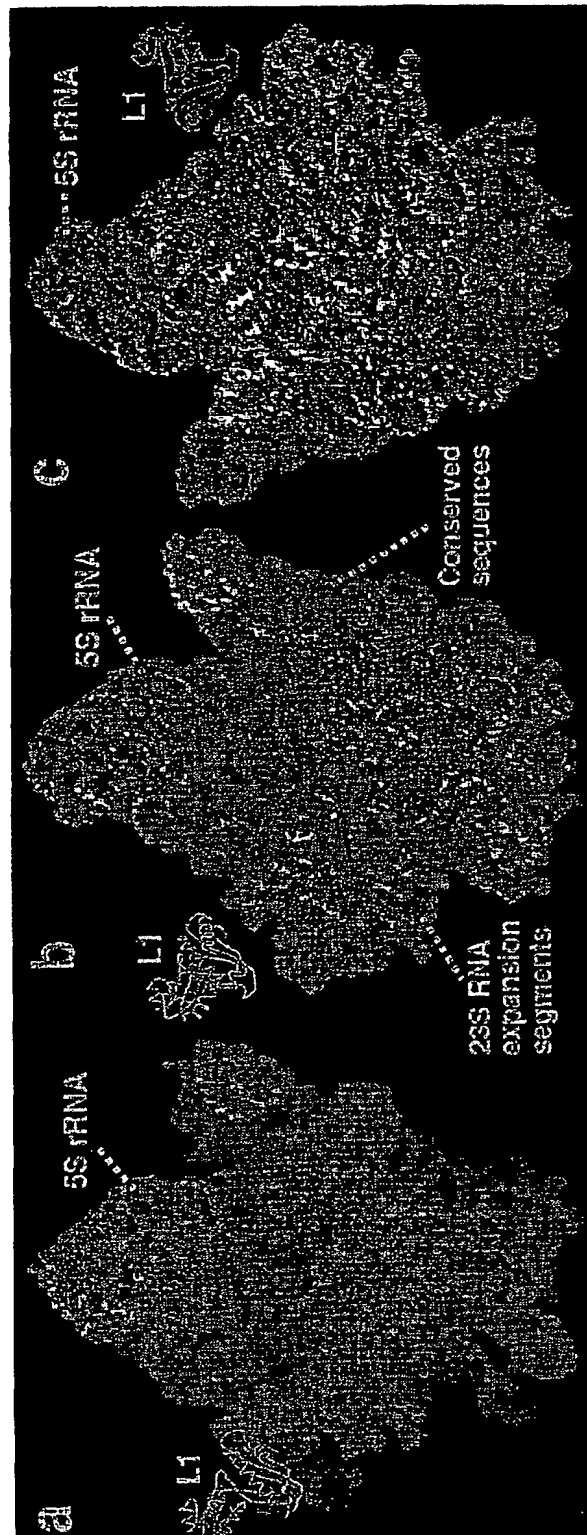 a
L1
5S rRNA
b
L1
5S rRNA
23S RNA
expansion
segments
Conserved
sequences
c
5S rRNA
L1